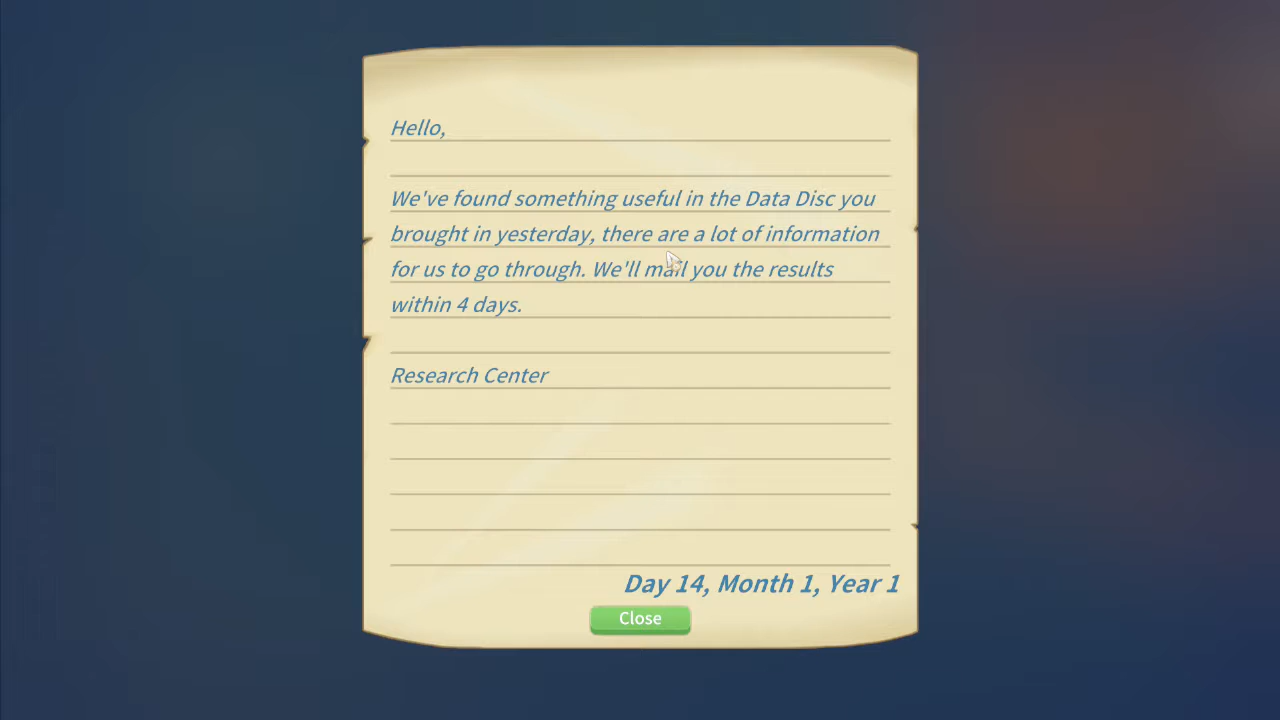 Hello,
We've found something useful in the Data Disc you
brought in yesterday, there are a lot of information
for us to go through. We'll mail you the results
within 4 days.
Research Center
Day 14, Month 1, Year 1
Close